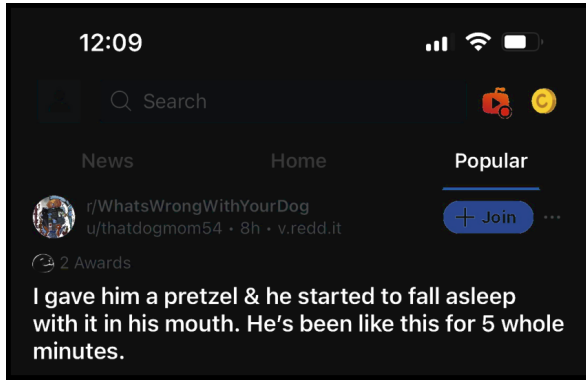 12:09
Search
C
News Home Popular
r/WhatsWrongWithYourDog
u/thatdogmom54 • 8h • v.redd.it
+ Join ...
2 Awards
I gave him a pretzel & he started to fall asleep
with it in his mouth. He's been like this for 5 whole
minutes.